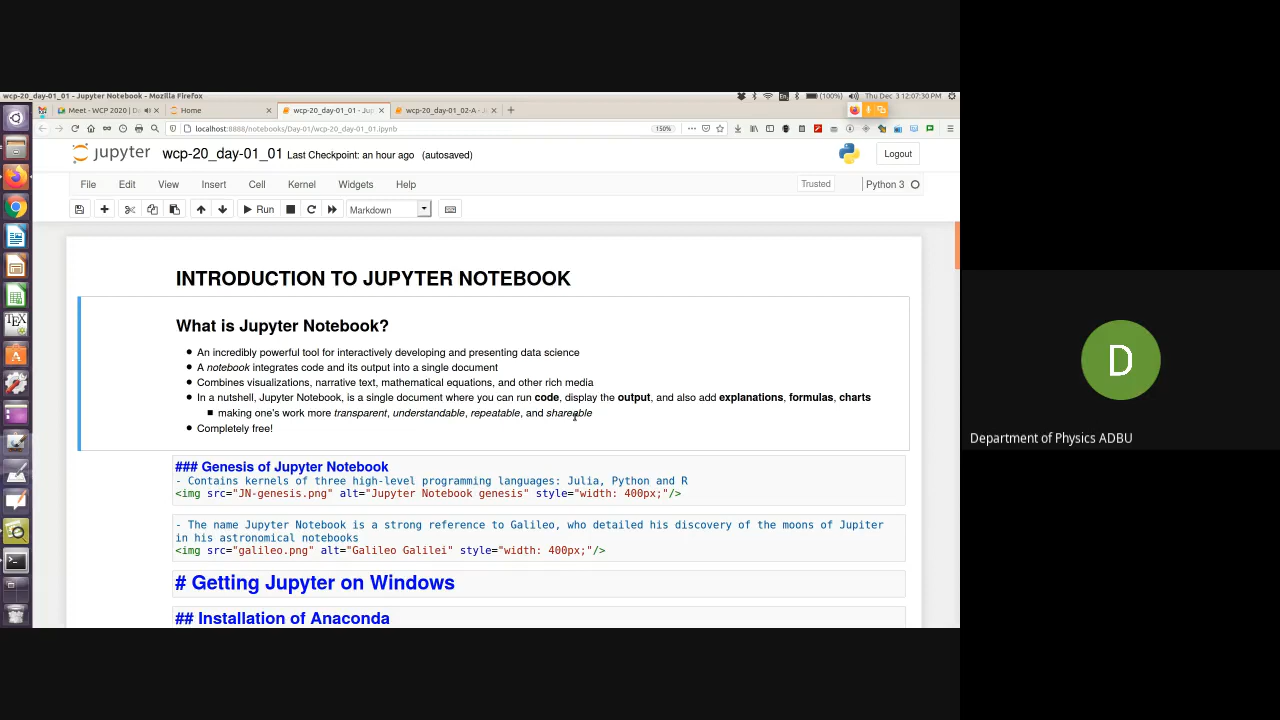 wcp-20_day-01_01 - Jupyter Notebook - Mozilla Firefox
(100%) Thu Dec 3 12:07:30 PM
Meet - WCP 2020 | D
Home
wcp-20_day-01_01 - Jup
wcp-20_day-01_02-A - J
localhost:8888/notebooks/Day-01/wcp-20_day-01_01.ipynb
150%
jupyter wcp-20_day-01_01 Last Checkpoint: an hour ago (autosaved)
Logout
File Edit View Insert Cell Kernel Widgets Help
Trusted
Python 3
Run
Markdown
INTRODUCTION TO JUPYTER NOTEBOOK
What is Jupyter Notebook?
An incredibly powerful tool for interactively developing and presenting data science
A notebook integrates code and its output into a single document
Combines visualizations, narrative text, mathematical equations, and other rich media
In a nutshell, Jupyter Notebook, is a single document where you can run code, display the output, and also add explanations, formulas, charts
making one's work more transparent, understandable, repeatable, and shareable
Completely free!
### Genesis of Jupyter Notebook
- Contains kernels of three high-level programming languages: Julia, Python and R
<img src="JN-genesis.png" alt="Jupyter Notebook genesis" style="width: 400px;"/>
- The name Jupyter Notebook is a strong reference to Galileo, who detailed his discovery of the moons of Jupiter
in his astronomical notebooks
<img src="galileo.png" alt="Galileo Galilei" style="width: 400px;"/>
# Getting Jupyter on Windows
## Installation of Anaconda
D
Department of Physics ADBU